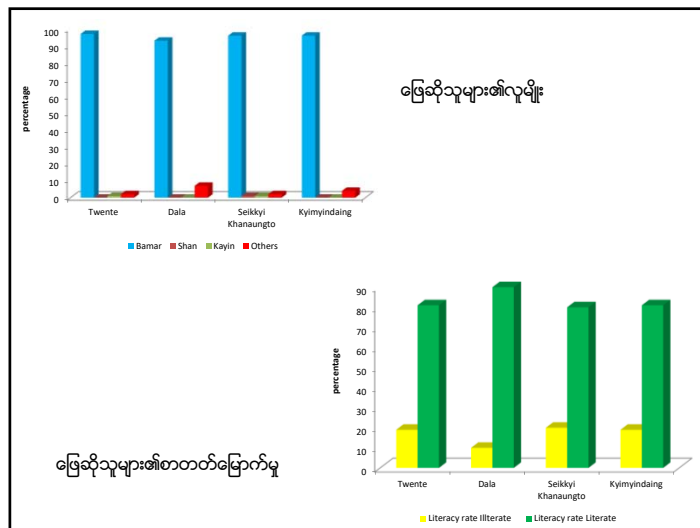 100
90
80
70
60
50
40
30
20
10
0
percentage
Twente Dala Seikkyi Khanaungto Kyimyindaing
Bamar Shan Kayin Others
ဖြေဆိုသူများ၏လူမျိုး
90
80
70
60
50
40
30
20
10
0
percentage
Twente Dala Seikkyi Khanaungto Kyimyindaing
Literacy rate Illterate Literacy rate Literate
ဖြေဆိုသူများ၏စာတတ်မြောက်မှု